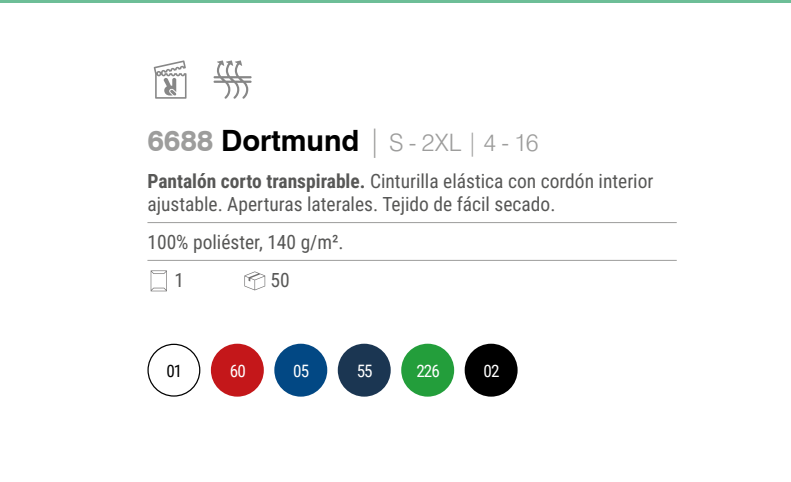 6688 Dortmund | S - 2XL | 4 - 16
Pantalón corto transpirable. Cinturilla elástica con cordón interior
ajustable. Aperturas laterales. Tejido de fácil secado.
100% poliéster, 140 g/m².
1 50
01 60 05 55 226 02